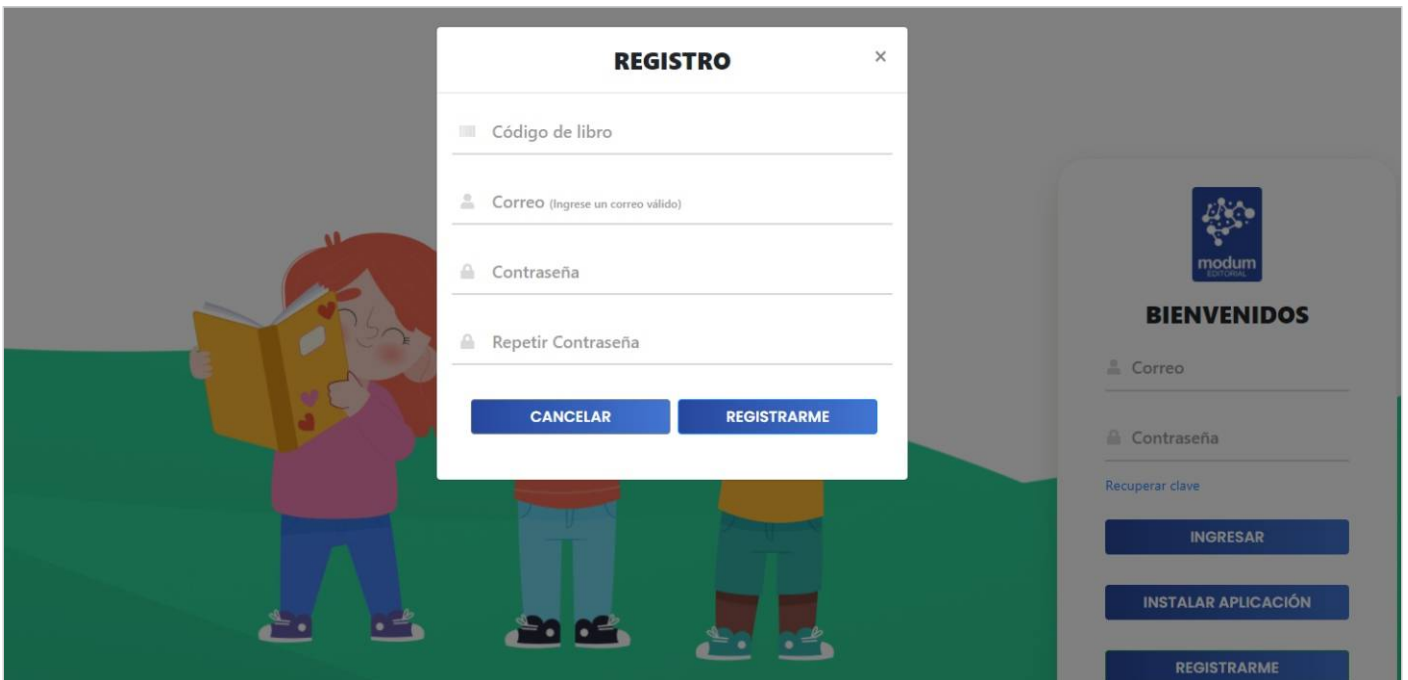 REGISTRO ×
Código de libro
Correo (Ingrese un correo válido)
Contraseña
Repetir Contraseña
CANCELAR REGISTRARME
modum
EDITORIAL
BIENVENIDOS
Correo
Contraseña
Recuperar clave
INGRESAR
INSTALAR APLICACIÓN
REGISTRARME